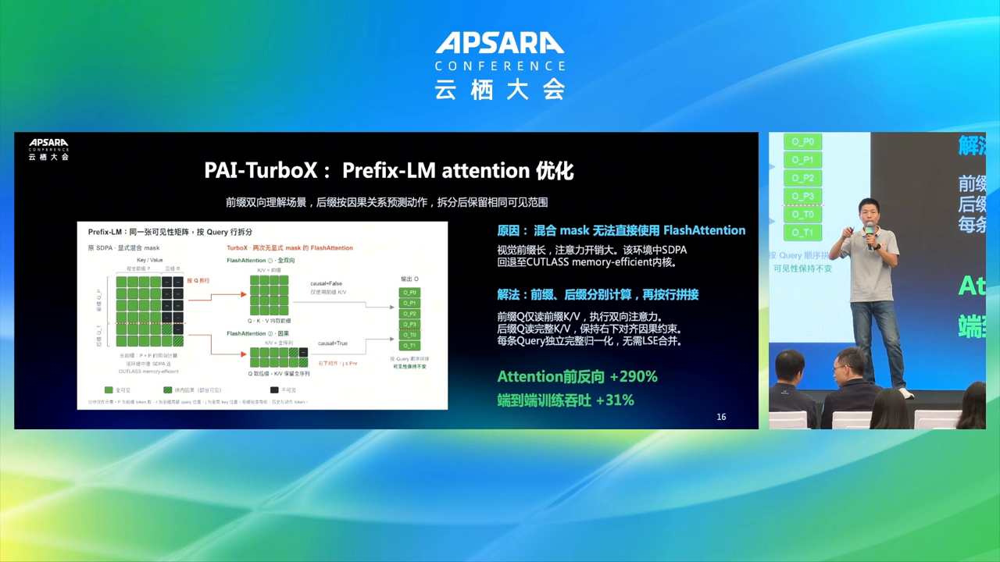 APSARA
CONFERENCE
云栖大会
APSARA
CONFERENCE
云栖大会
PAI-TurboX： Prefix-LM attention 优化
前缀双向理解场景，后缀按因果关系预测动作，拆分后保留相同可见范围
Prefix-LM：同一张可见性矩阵，按 Query 行拆分
原 SDPA · 显式混合 mask
Key / Value
视觉前缀 P
后缀 R
前缀 Q_P
后缀 Q_T
长前缀：P × P 的双向计算
该环境中原 SDPA 走
CUTLASS memory-efficient
按 Q 拆行
TurboX · 两次无显式 mask 的 FlashAttention
FlashAttention ① · 全双向
K/V = 前缀
Q、K、V 均取前缀
causal=False
仅使用前缀 K/V
FlashAttention ② · 因果
K/V = 全序列
Q 取后缀，K/V 保留全序列
causal=True
右下对齐：j ≤ P+r
输出 O
O_P0
O_P1
O_P2
O_P3
O_T0
O_T1
按 Query 顺序拼接
可见性保持不变
全可见
块内因果（部分可见）
不可见
原因： 混合 mask 无法直接使用 FlashAttention
视觉前缀长，注意力开销大。该环境中SDPA
回退至CUTLASS memory-efficient内核。
解法：前缀、后缀分别计算，再按行拼接
前缀Q仅读前缀K/V，执行双向注意力。
后缀Q读完整K/V，保持右下对齐因果约束。
每条Query独立完整归一化，无需LSE合并。
Attention前反向 +290%
端到端训练吞吐 +31%
16
O_P0
O_P1
O_P2
O_P3
O_T0
O_T1
按 Query 顺序拼
可见性保持不变
解法
前缀
后缀
每条
At
端